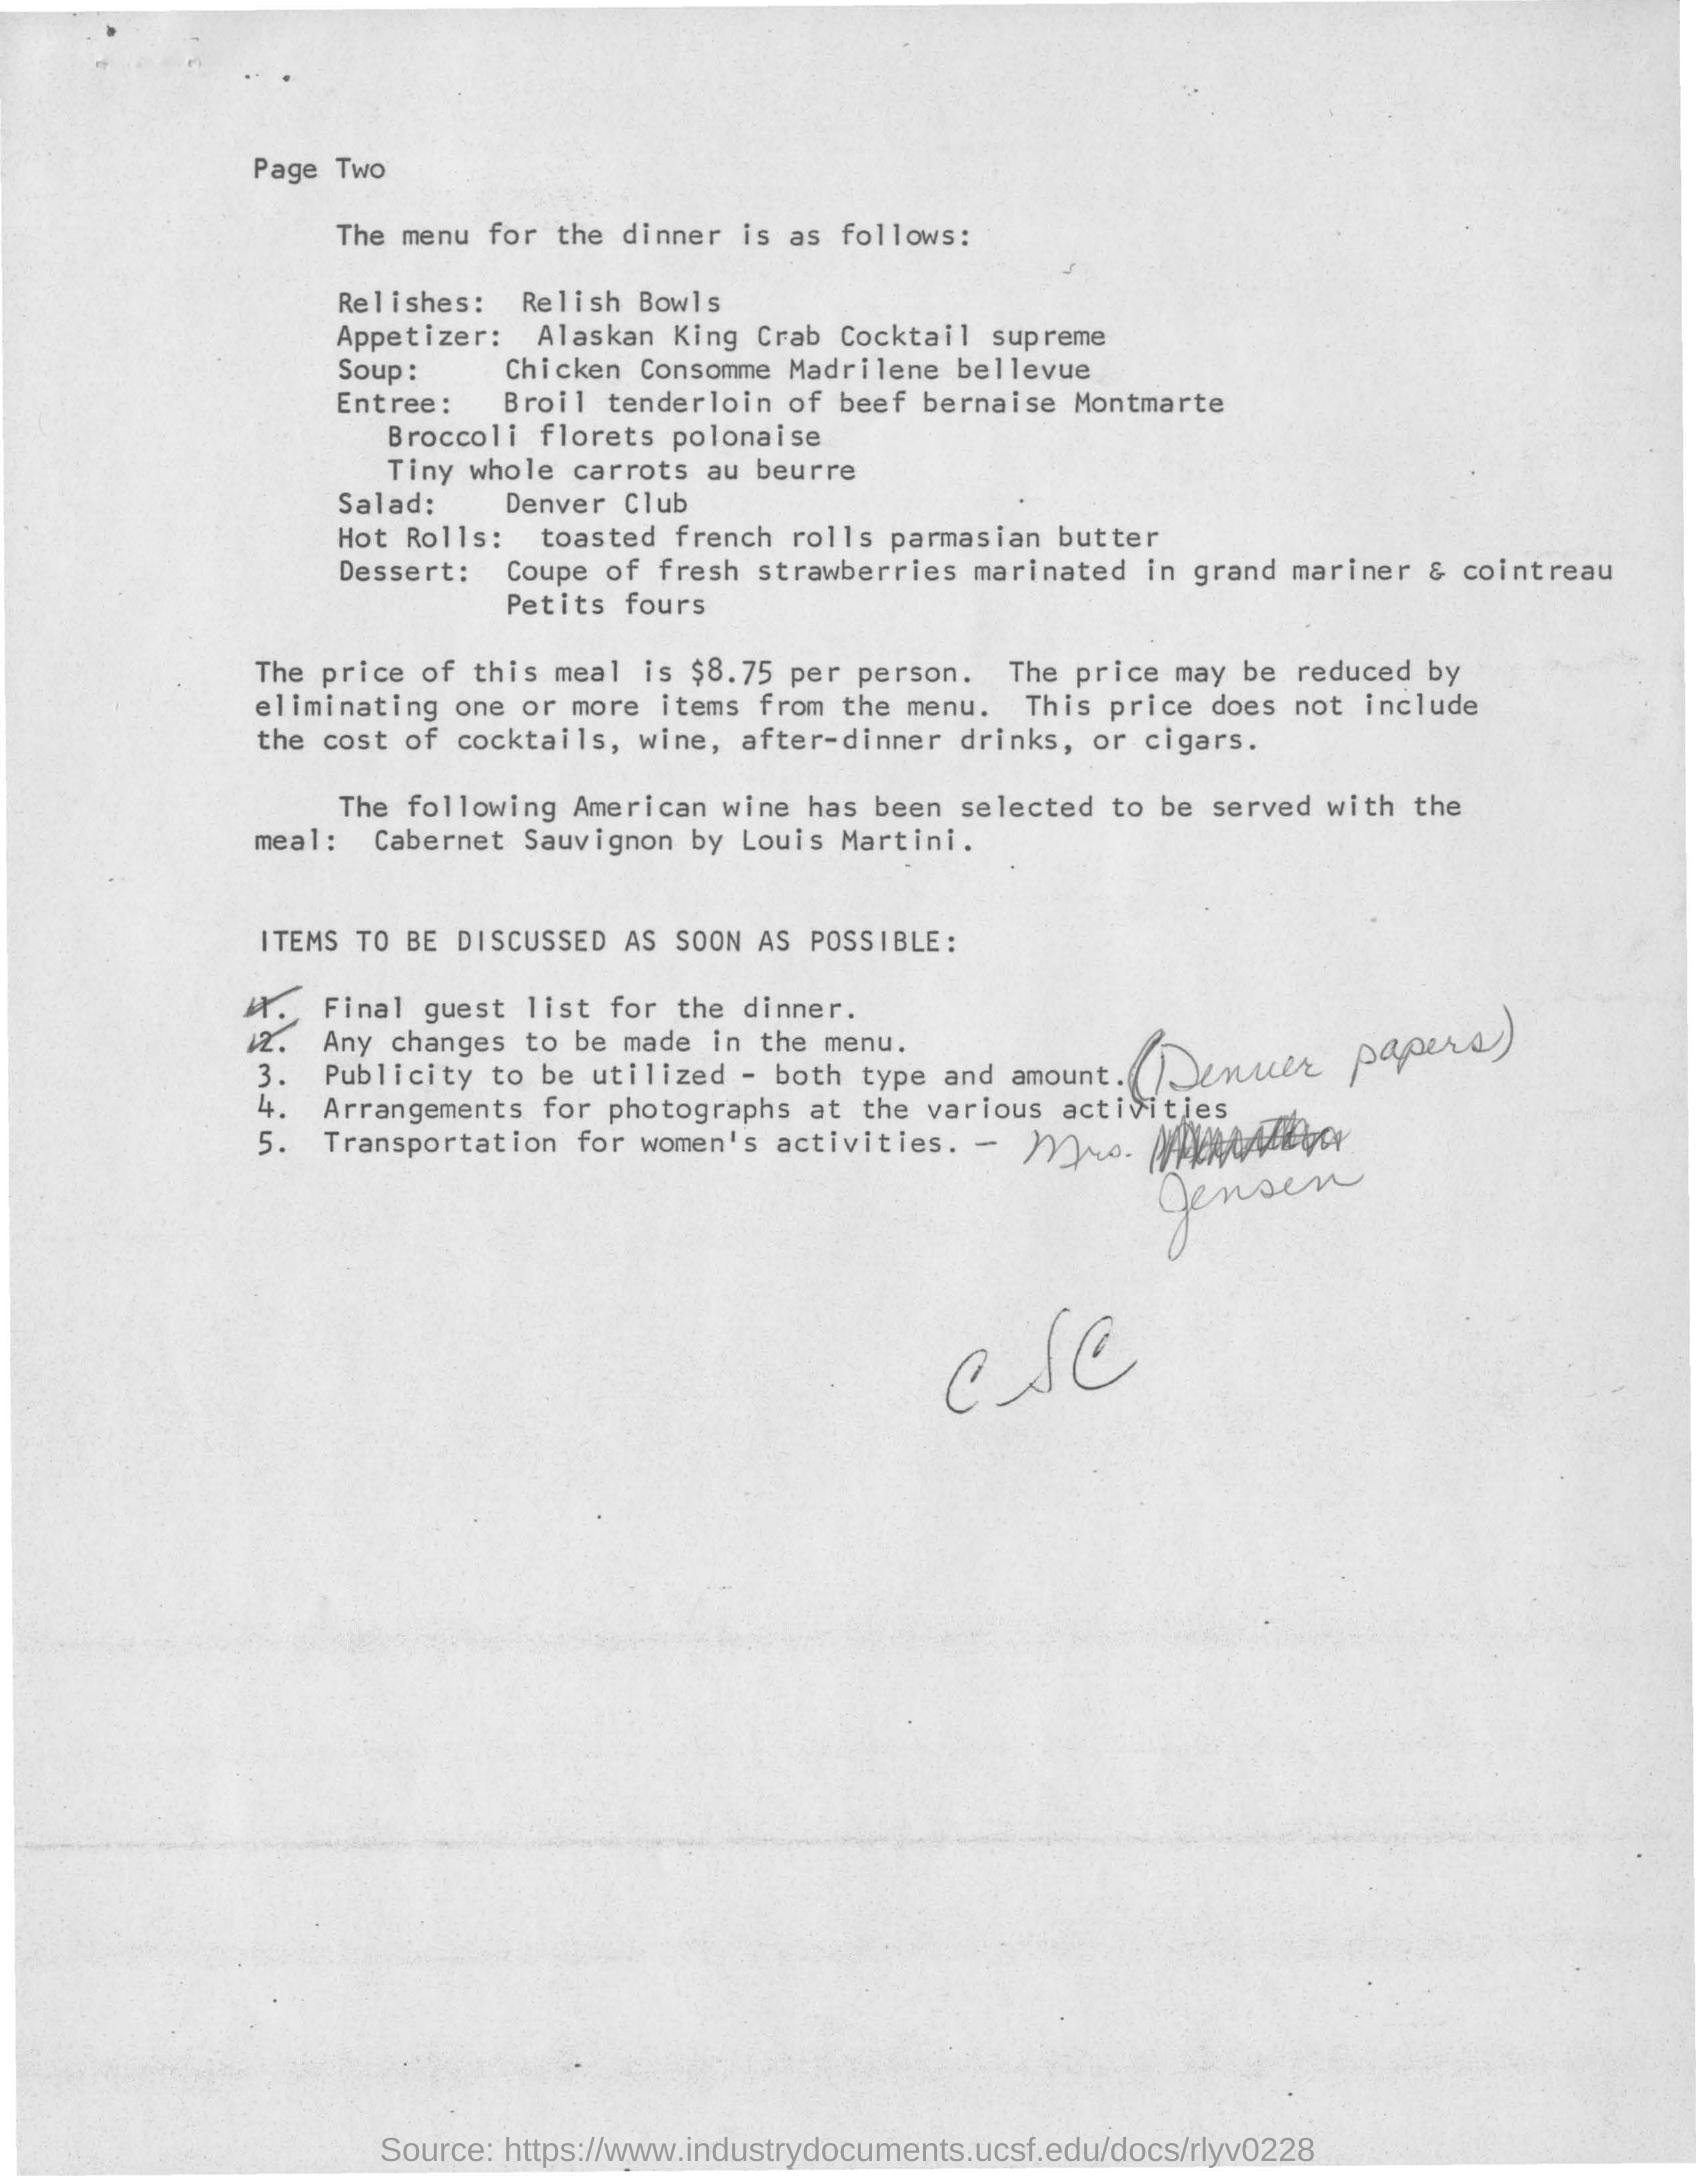 Page Two
The menu for the dinner is as follows:
Relishes: Relish Bowls
Appetizer: Alaskan King Crab Cocktail supreme
Soup: Chicken Consomme Madrilene bellevue
Entree: Broil tenderloin of beef bernaise Montmarte
Broccoli florets polonaise
Tiny whole carrots au beurre
Salad: Denver Club
Hot Rolls: toasted french rolls parmasian butter
Dessert: Coupe of fresh strawberries marinated in grand mariner & cointreau
Petits fours
The price of this meal is $8.75 per person. The price may be reduced by
eliminating one or more items from the menu. This price does not include
the cost of cocktails, wine, after-dinner drinks, or cigars.
The following American wine has been selected to be served with the
meal: Cabernet Sauvignon by Louis Martini.
ITEMS TO BE DISCUSSED AS SOON AS POSSIBLE:
1. Final guest list for the dinner.
2. Any changes to be made in the menu.
3. Publicity to be utilized - both type and amount. (Denver papers)
4. Arrangements for photographs at the various activities
5. Transportation for women's activities. - Mrs.
Jensen
CSC
Source: https://www.industrydocuments.ucsf.edu/docs/rlyv0228